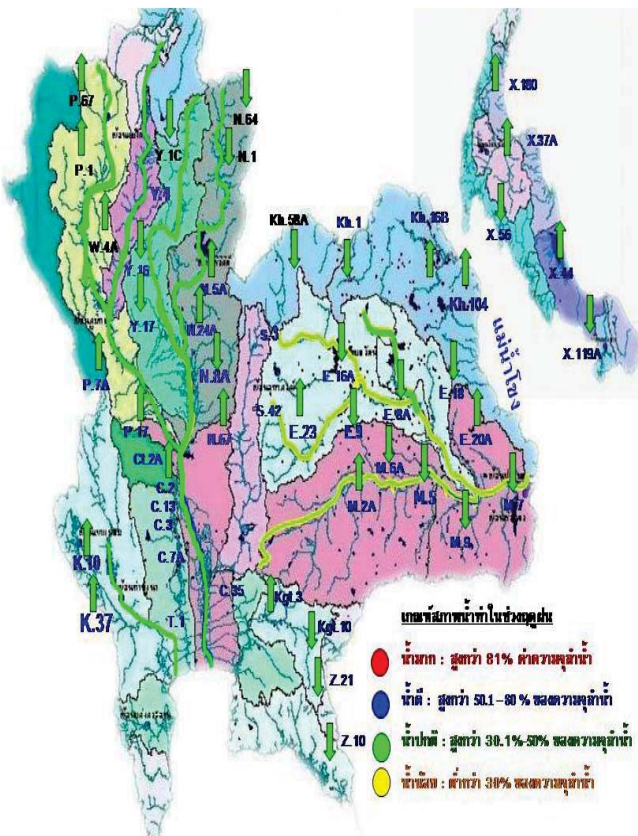 P.67
P.1
W.4A
Y.1C
N.64
N.1
Y.16
Y.17
N.5A
N.24A
N.8A
N.67
P.7A
P.17
Ct.2A
C.2
C.13
C.3
C.7A
C.35
T.1
K.10
K.37
Kh.58A
Kh.1
Kh.16B
Kh.104
แม่น้ำโขง
S.3
S.42
E.16A
E.23
E.9
E.8A
E.18
E.20A
M.6A
M.2A
M.5
M.9
M.7
Kgt.3
Kgt.10
Z.21
Z.10
X.180
X.37A
X.56
X.44
X.119A
เกณฑ์สภาพน้ำท่าในช่วงฤดูฝน
น้ำมาก : สูงกว่า 81% ค่าความจุลำน้ำ
น้ำดี : สูงกว่า 50.1-80 % ของความจุลำน้ำ
น้ำปกติ : สูงกว่า 30.1%-50% ของความจุลำน้ำ
น้ำน้อย : ต่ำกว่า 30% ของความจุลำน้ำ